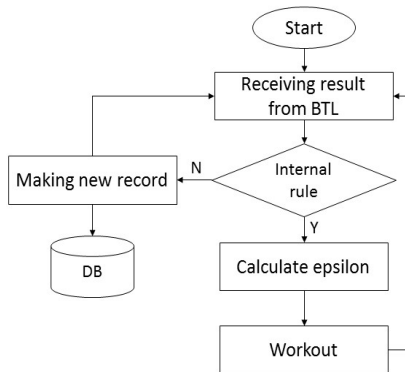 Start
Receiving result
from BTL
Internal
rule
N
Making new record
Y
DB
Calculate epsilon
Workout